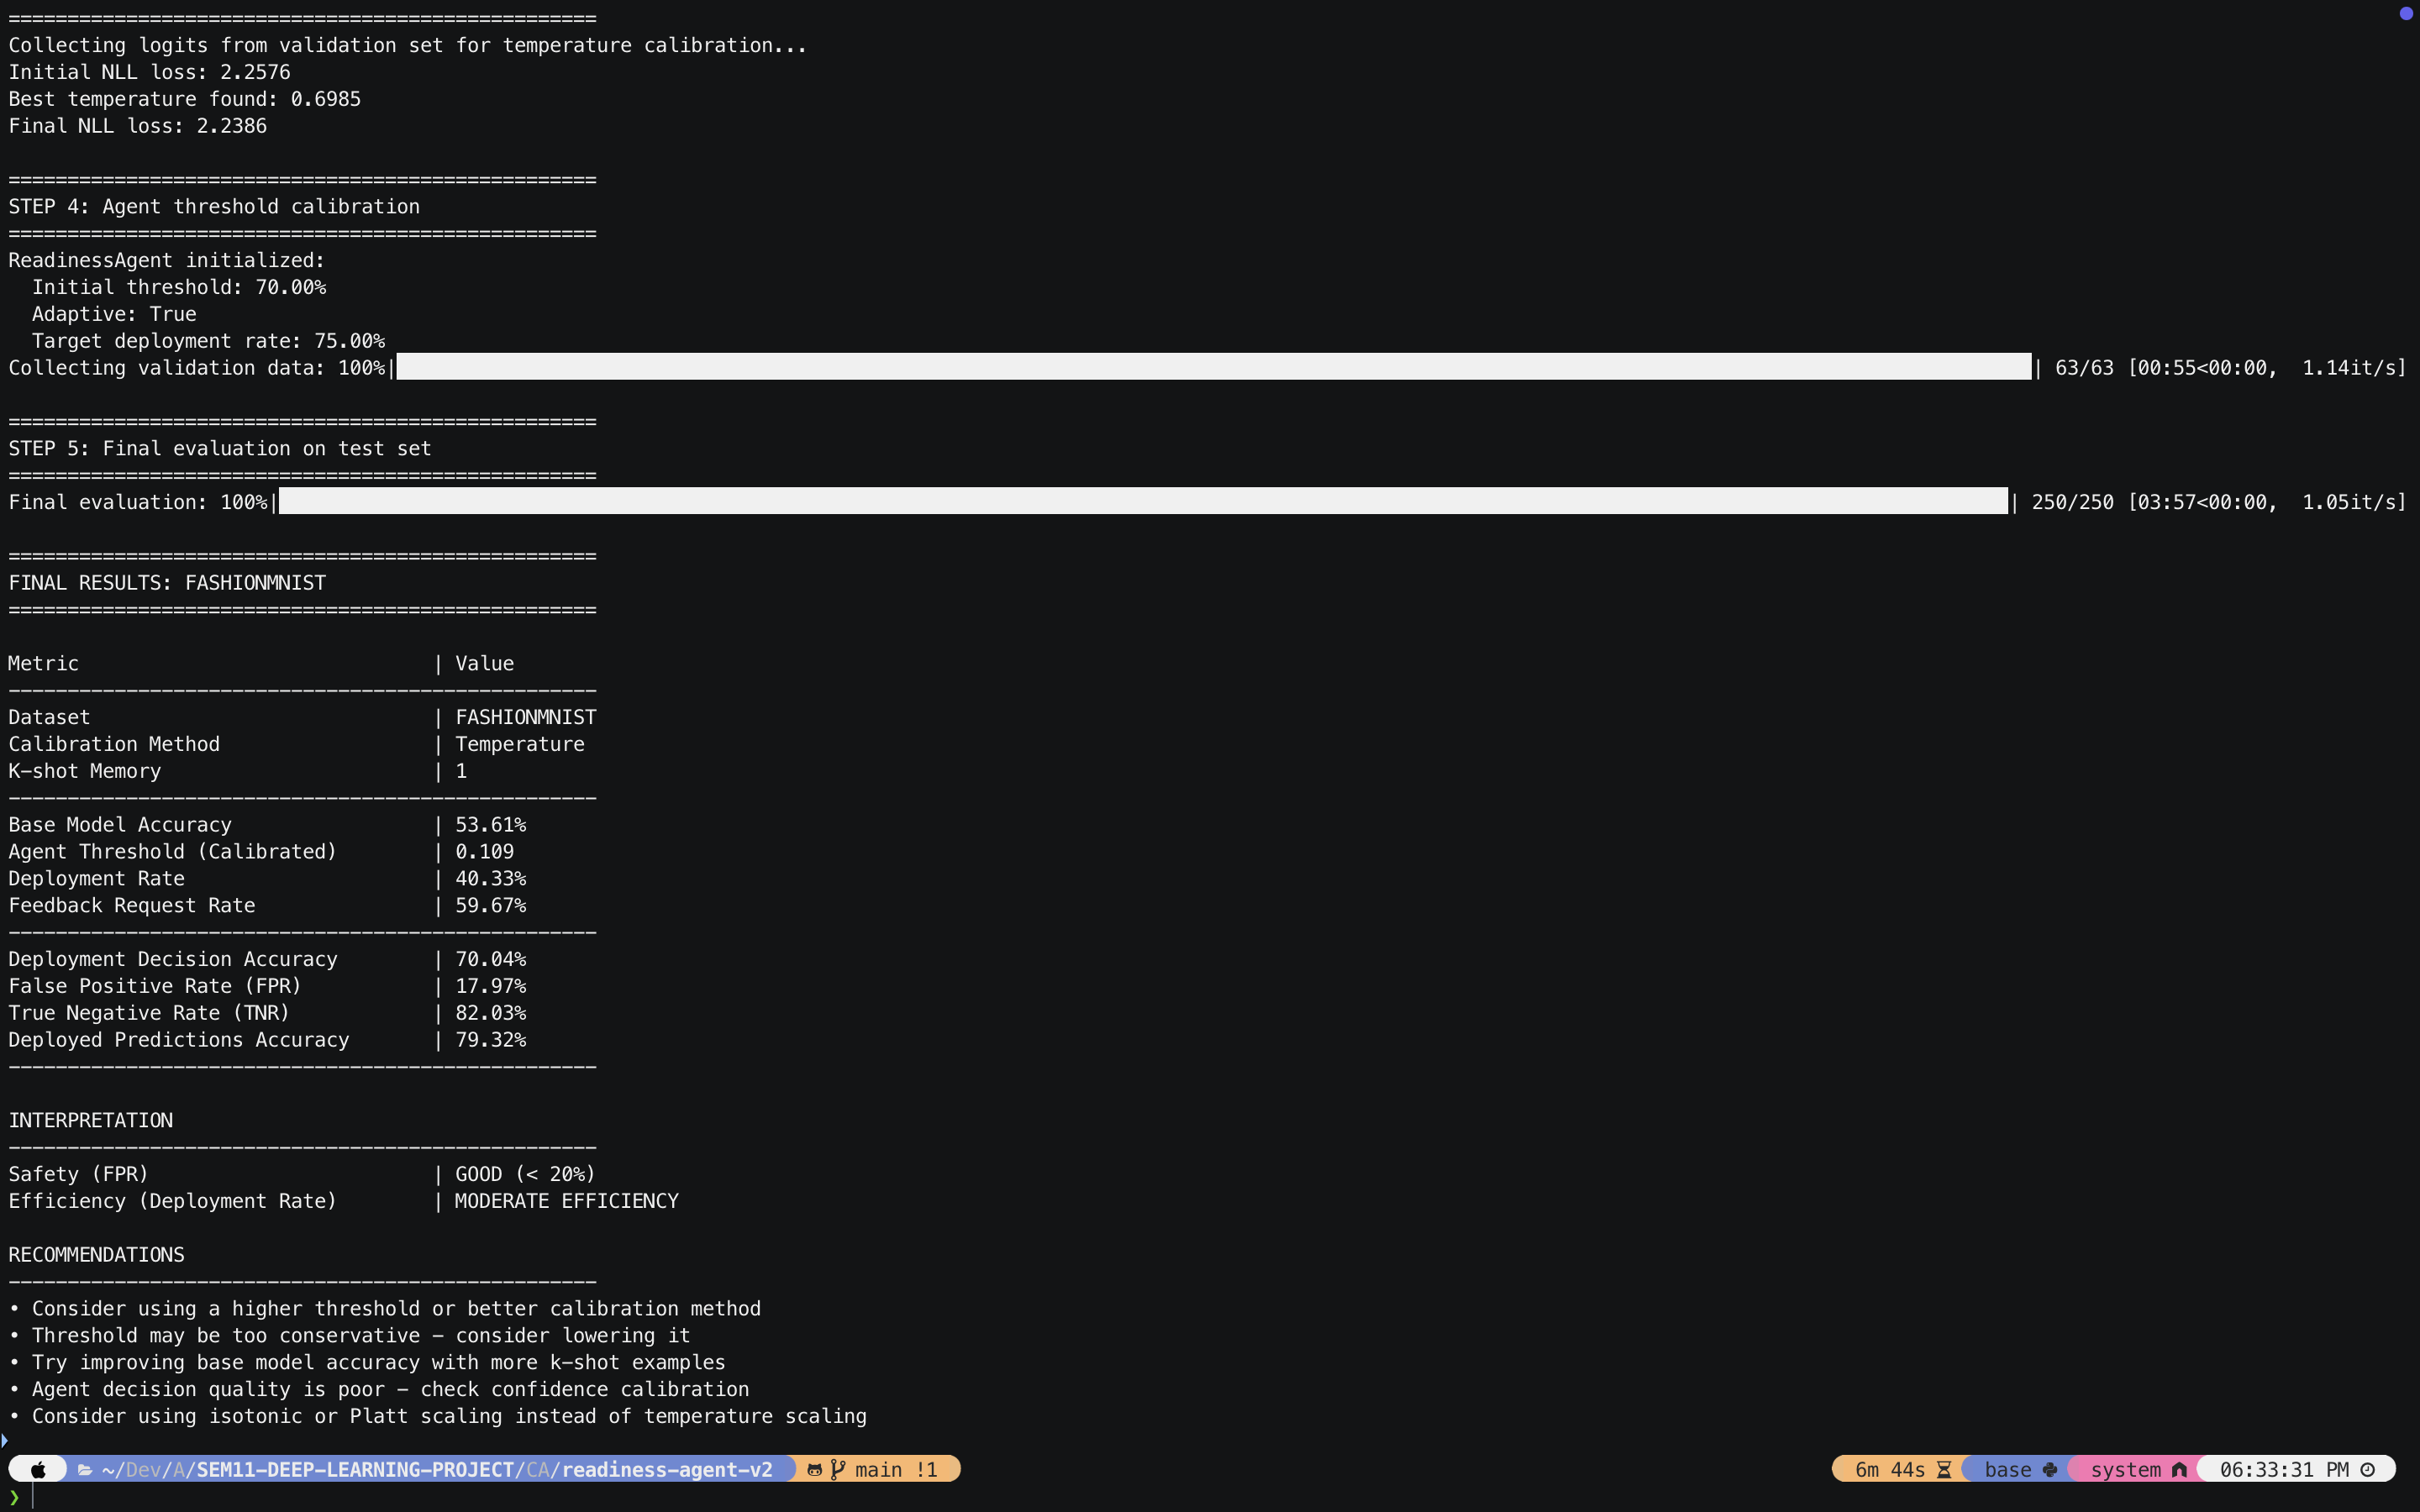 ==================================================
Collecting logits from validation set for temperature calibration...
Initial NLL loss: 2.2576
Best temperature found: 0.6985
Final NLL loss: 2.2386
==================================================
STEP 4: Agent threshold calibration
==================================================
ReadinessAgent initialized:
  Initial threshold: 70.00%
  Adaptive: True
  Target deployment rate: 75.00%
Collecting validation data: 100%| | 63/63 [00:55<00:00,  1.14it/s]
==================================================
STEP 5: Final evaluation on test set
==================================================
Final evaluation: 100%| | 250/250 [03:57<00:00,  1.05it/s]
==================================================
FINAL RESULTS: FASHIONMNIST
==================================================
Metric | Value
--------------------------------------------------
Dataset | FASHIONMNIST
Calibration Method | Temperature
K-shot Memory | 1
--------------------------------------------------
Base Model Accuracy | 53.61%
Agent Threshold (Calibrated) | 0.109
Deployment Rate | 40.33%
Feedback Request Rate | 59.67%
--------------------------------------------------
Deployment Decision Accuracy | 70.04%
False Positive Rate (FPR) | 17.97%
True Negative Rate (TNR) | 82.03%
Deployed Predictions Accuracy | 79.32%
--------------------------------------------------
INTERPRETATION
--------------------------------------------------
Safety (FPR) | GOOD (< 20%)
Efficiency (Deployment Rate) | MODERATE EFFICIENCY
RECOMMENDATIONS
--------------------------------------------------
• Consider using a higher threshold or better calibration method
• Threshold may be too conservative - consider lowering it
• Try improving base model accuracy with more k-shot examples
• Agent decision quality is poor - check confidence calibration
• Consider using isotonic or Platt scaling instead of temperature scaling
~/Dev/A/SEM11-DEEP-LEARNING-PROJECT/CA/readiness-agent-v2 main !1 6m 44s base system 06:33:31 PM
❯